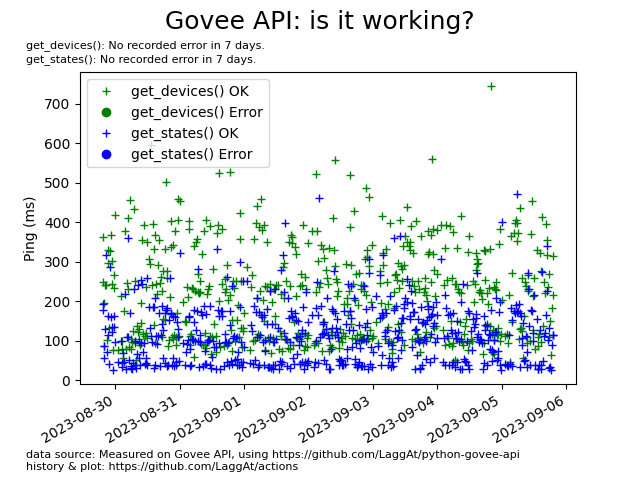 Govee API: is it working?
get_devices(): No recorded error in 7 days.
get_states(): No recorded error in 7 days.
get_devices() OK
get_devices() Error
get_states() OK
get_states() Error
Ping (ms)
700
600
500
400
300
200
100
0
2023-08-30
2023-08-31
2023-09-01
2023-09-02
2023-09-03
2023-09-04
2023-09-05
2023-09-06
data source: Measured on Govee API, using https://github.com/LaggAt/python-govee-api
history & plot: https://github.com/LaggAt/actions